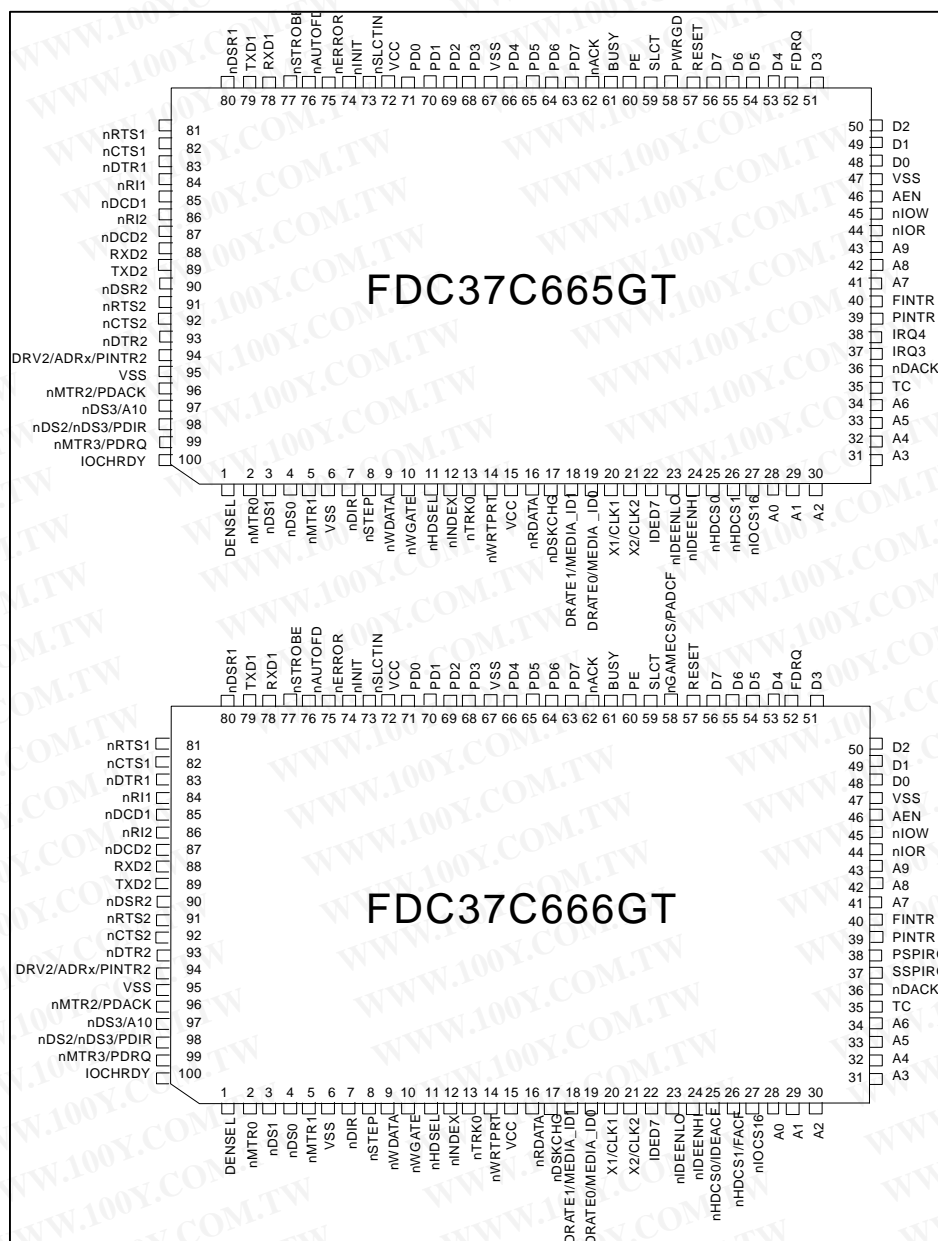 nDSR1 TXD1 RXD1 nSTROBE nAUTOFD nERROR nINIT nSLCTIN VCC PD0 PD1 PD2 PD3 VSS PD4 PD5 PD6 PD7 nACK BUSY PE SLCT PWRGD RESET D7 D6 D5 D4 FDRQ D3
80 79 78 77 76 75 74 73 72 71 70 69 68 67 66 65 64 63 62 61 60 59 58 57 56 55 54 53 52 51
nRTS1 81
nCTS1 82
nDTR1 83
nRI1 84
nDCD1 85
nRI2 86
nDCD2 87
RXD2 88
TXD2 89
nDSR2 90
nRTS2 91
nCTS2 92
nDTR2 93
DRV2/ADRx/PINTR2 94
VSS 95
nMTR2/PDACK 96
nDS3/A10 97
nDS2/nDS3/PDIR 98
nMTR3/PDRQ 99
IOCHRDY 100
FDC37C665GT
50 D2
49 D1
48 D0
47 VSS
46 AEN
45 nIOW
44 nIOR
43 A9
42 A8
41 A7
40 FINTR
39 PINTR
38 IRQ4
37 IRQ3
36 nDACK
35 TC
34 A6
33 A5
32 A4
31 A3
1 2 3 4 5 6 7 8 9 10 11 12 13 14 15 16 17 18 19 20 21 22 23 24 25 26 27 28 29 30
DENSEL nMTR0 nDS1 nDS0 nMTR1 VSS nDIR nSTEP nWDATA nWGATE nHDSEL nINDEX nTRK0 nWRTPRT VCC nRDATA nDSKCHG DRATE1/MEDIA_ID1 DRATE0/MEDIA_ID0 X1/CLK1 X2/CLK2 IDED7 nIDEENLO nIDEENHI nHDCS0 nHDCS1 nIOCS16 A0 A1 A2
nDSR1 TXD1 RXD1 nSTROBE nAUTOFD nERROR nINIT nSLCTIN VCC PD0 PD1 PD2 PD3 VSS PD4 PD5 PD6 PD7 nACK BUSY PE SLCT nGAMECS/PADCF RESET D7 D6 D5 D4 FDRQ D3
80 79 78 77 76 75 74 73 72 71 70 69 68 67 66 65 64 63 62 61 60 59 58 57 56 55 54 53 52 51
nRTS1 81
nCTS1 82
nDTR1 83
nRI1 84
nDCD1 85
nRI2 86
nDCD2 87
RXD2 88
TXD2 89
nDSR2 90
nRTS2 91
nCTS2 92
nDTR2 93
DRV2/ADRx/PINTR2 94
VSS 95
nMTR2/PDACK 96
nDS3/A10 97
nDS2/nDS3/PDIR 98
nMTR3/PDRQ 99
IOCHRDY 100
FDC37C666GT
50 D2
49 D1
48 D0
47 VSS
46 AEN
45 nIOW
44 nIOR
43 A9
42 A8
41 A7
40 FINTR
39 PINTR
38 PSPIRQ
37 SSPIRQ
36 nDACK
35 TC
34 A6
33 A5
32 A4
31 A3
1 2 3 4 5 6 7 8 9 10 11 12 13 14 15 16 17 18 19 20 21 22 23 24 25 26 27 28 29 30
DENSEL nMTR0 nDS1 nDS0 nMTR1 VSS nDIR nSTEP nWDATA nWGATE nHDSEL nINDEX nTRK0 nWRTPRT VCC nRDATA nDSKCHG DRATE1/MEDIA_ID1 DRATE0/MEDIA_ID0 X1/CLK1 X2/CLK2 IDED7 nIDEENLO nIDEENHI nHDCS0/IDEACF nHDCS1/FACF nIOCS16 A0 A1 A2
WWW.100Y.COM.TW